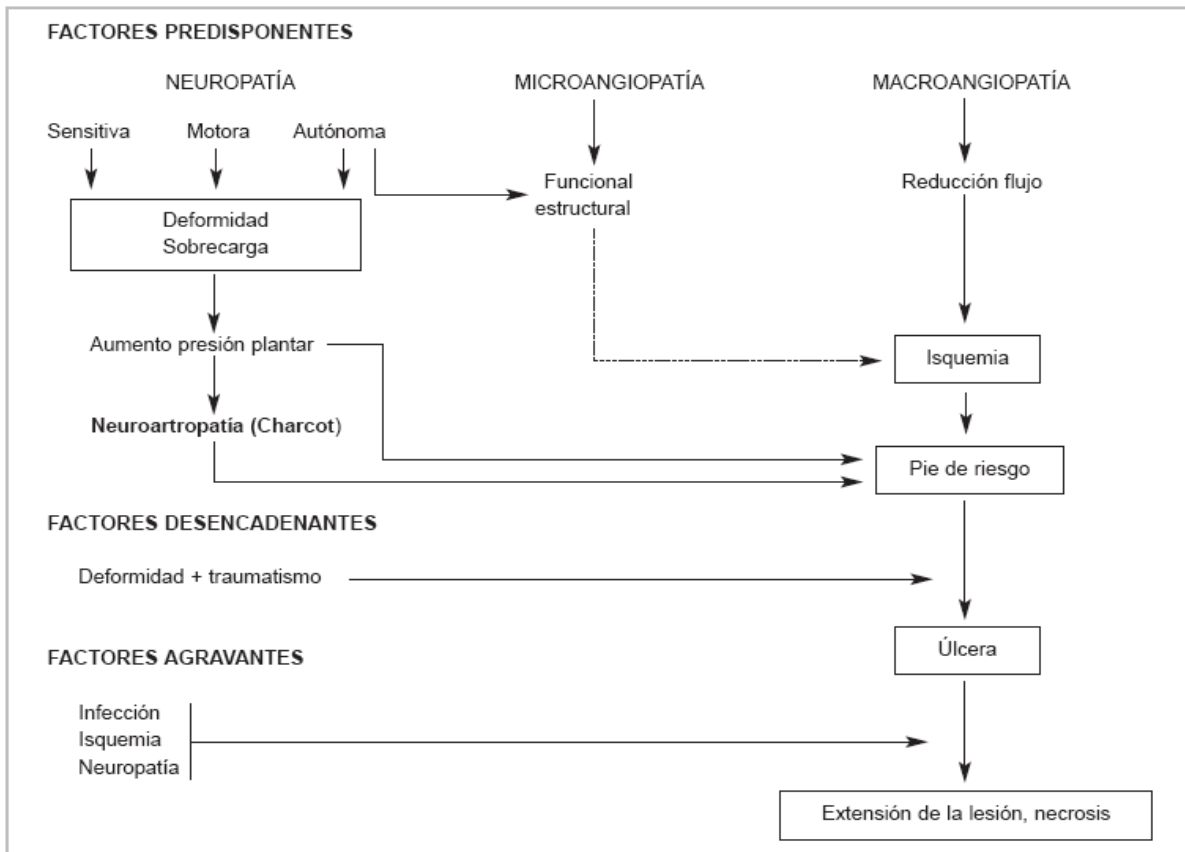 FACTORES PREDISPONENTES
NEUROPATÍA MICROANGIOPATÍA MACROANGIOPATÍA
Sensitiva Motora Autónoma
Funcional
estructural
Reducción flujo
Deformidad
Sobrecarga
Aumento presión plantar
Isquemia
Neuroartropatía (Charcot)
Pie de riesgo
FACTORES DESENCADENANTES
Deformidad + traumatismo
Úlcera
FACTORES AGRAVANTES
Infección
Isquemia
Neuropatía
Extensión de la lesión, necrosis